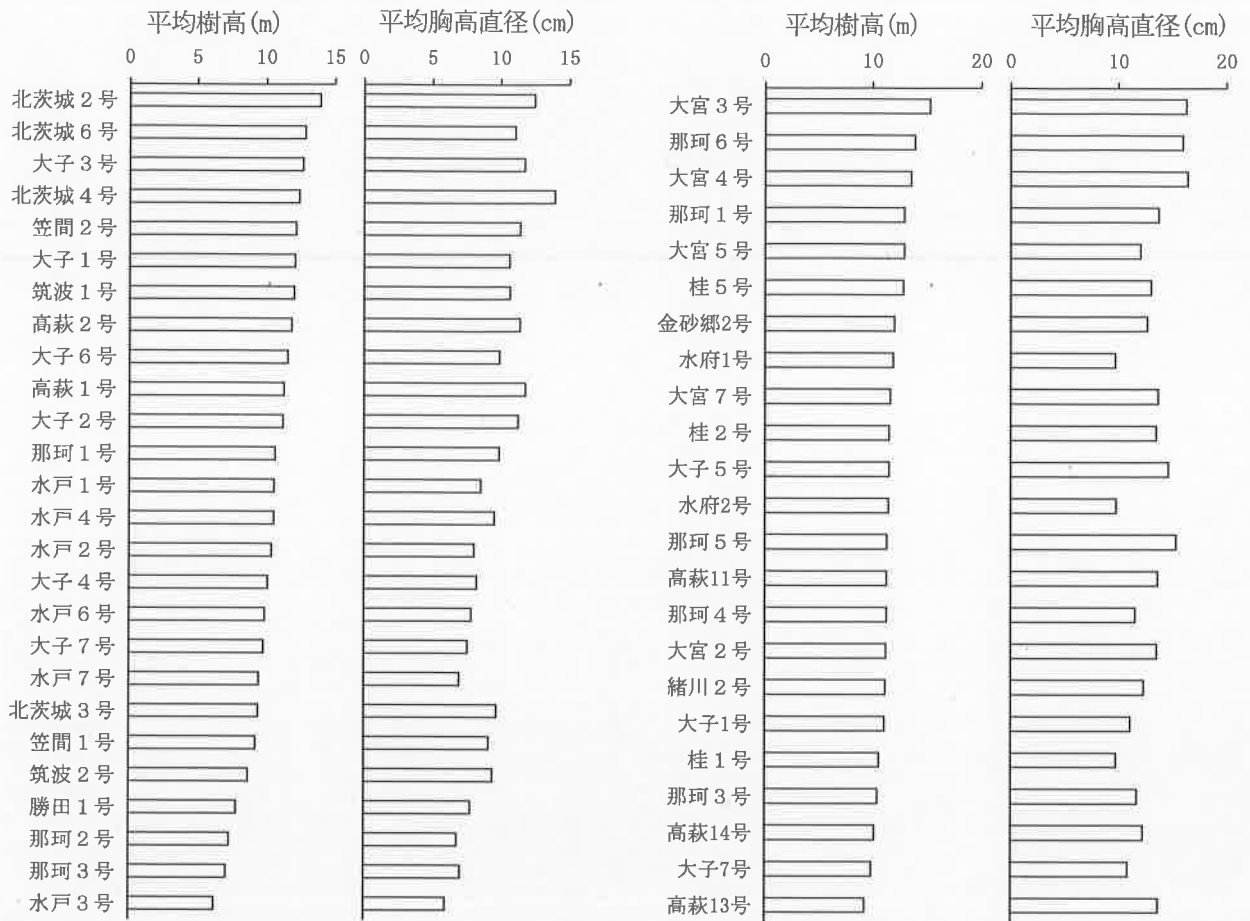 平均樹高(m)
0 5 10 15
平均胸高直径(cm)
0 5 10 15
北茨城2号
北茨城6号
大子3号
北茨城4号
笠間2号
大子1号
筑波1号
高萩2号
大子6号
高萩1号
大子2号
那珂1号
水戸1号
水戸4号
水戸2号
大子4号
水戸6号
大子7号
水戸7号
北茨城3号
笠間1号
筑波2号
勝田1号
那珂2号
那珂3号
水戸3号
平均樹高(m)
0 10 20
平均胸高直径(cm)
0 10 20
大宮3号
那珂6号
大宮4号
那珂1号
大宮5号
桂5号
金砂郷2号
水府1号
大宮7号
桂2号
大子5号
水府2号
那珂5号
高萩11号
那珂4号
大宮2号
緒川2号
大子1号
桂1号
那珂3号
高萩14号
大子7号
高萩13号